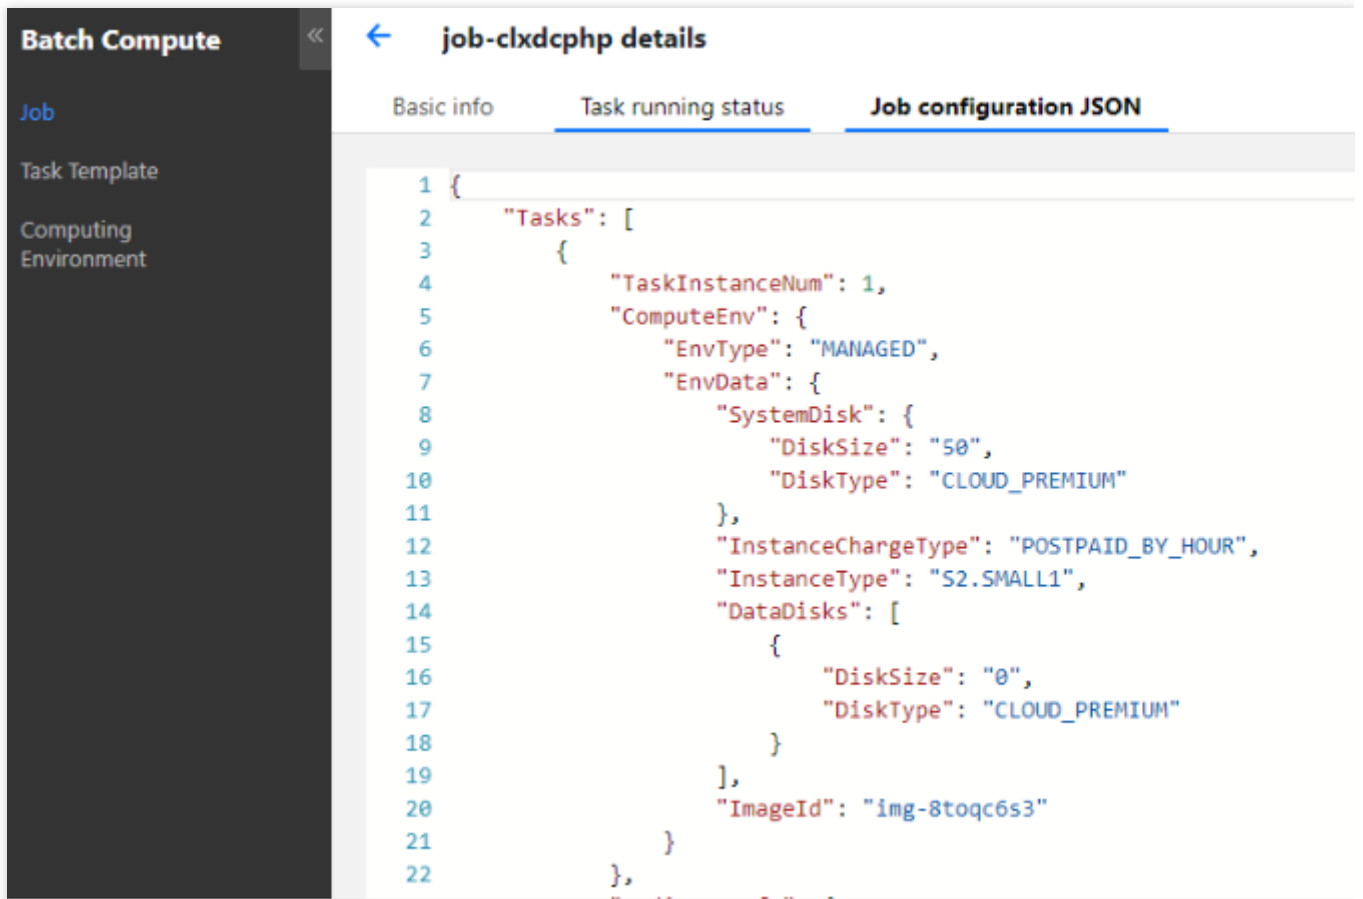 Batch Compute
«
Job
Task Template
Computing
Environment
← job-clxdcphp details
Basic info Task running status Job configuration JSON
1 {
2 "Tasks": [
3 {
4 "TaskInstanceNum": 1,
5 "ComputeEnv": {
6 "EnvType": "MANAGED",
7 "EnvData": {
8 "SystemDisk": {
9 "DiskSize": "50",
10 "DiskType": "CLOUD_PREMIUM"
11 },
12 "InstanceChargeType": "POSTPAID_BY_HOUR",
13 "InstanceType": "S2.SMALL1",
14 "DataDisks": [
15 {
16 "DiskSize": "0",
17 "DiskType": "CLOUD_PREMIUM"
18 }
19 ],
20 "ImageId": "img-8toqc6s3"
21 }
22 },